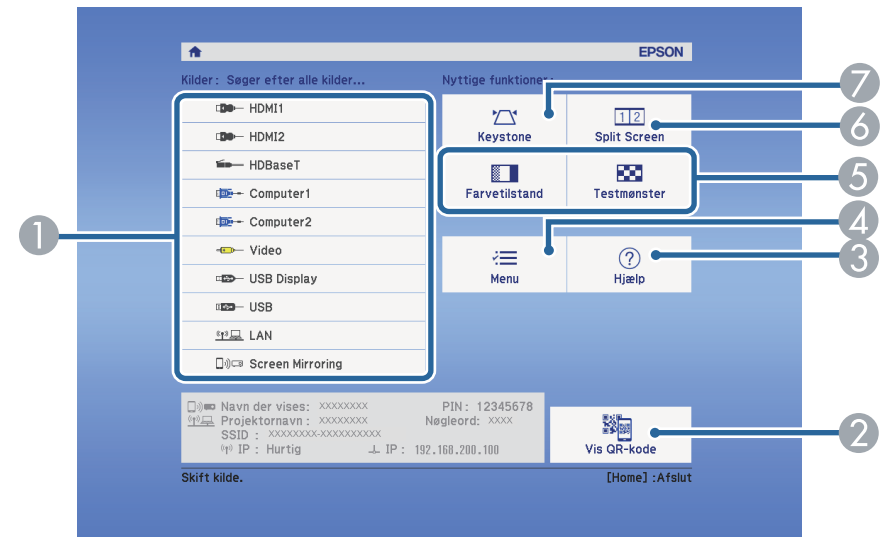 EPSON
Kilder : Søger efter alle kilder...
HDMI1
HDMI2
HDBaseT
Computer1
Computer2
Video
USB Display
USB
LAN
Screen Mirroring
Nyttige funktioner:
Keystone
Split Screen
Farvetilstand
Testmønster
Menu
Hjælp
Navn der vises: XXXXXXXX
PIN : 12345678
Projektornavn : XXXXXXXX
Nøgleord: XXXX
SSID : XXXXXXXX-XXXXXXXXXX
IP : Hurtig
IP : 192.168.200.100
Vis QR-kode
Skift kilde.
[Home] :Afslut
1
7
6
5
4
3
2